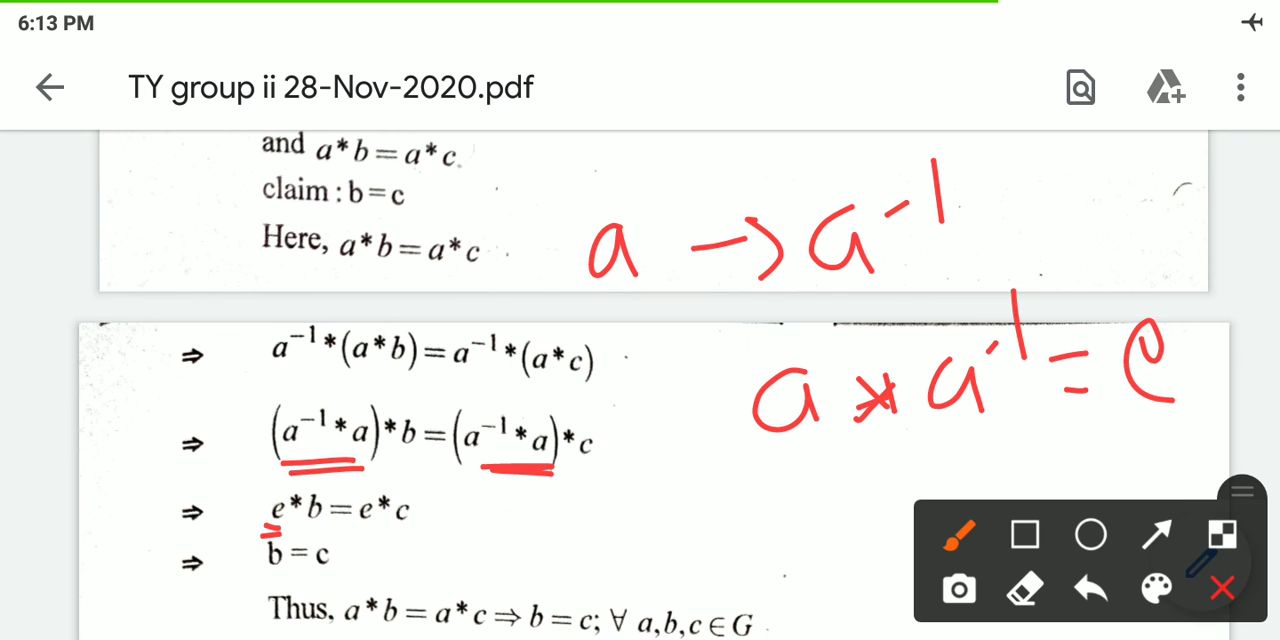 6:13 PM
TY group ii 28-Nov-2020.pdf
and a*b=a*c.
claim : b=c
Here, a*b=a*c
a → a⁻¹
⇒ a⁻¹*(a*b)=a⁻¹*(a*c)
a * a⁻¹ = e
⇒ (a⁻¹*a)*b=(a⁻¹*a)*c
⇒ e*b=e*c
⇒ b=c
Thus, a*b=a*c⇒b=c; ∀ a,b,c∈G